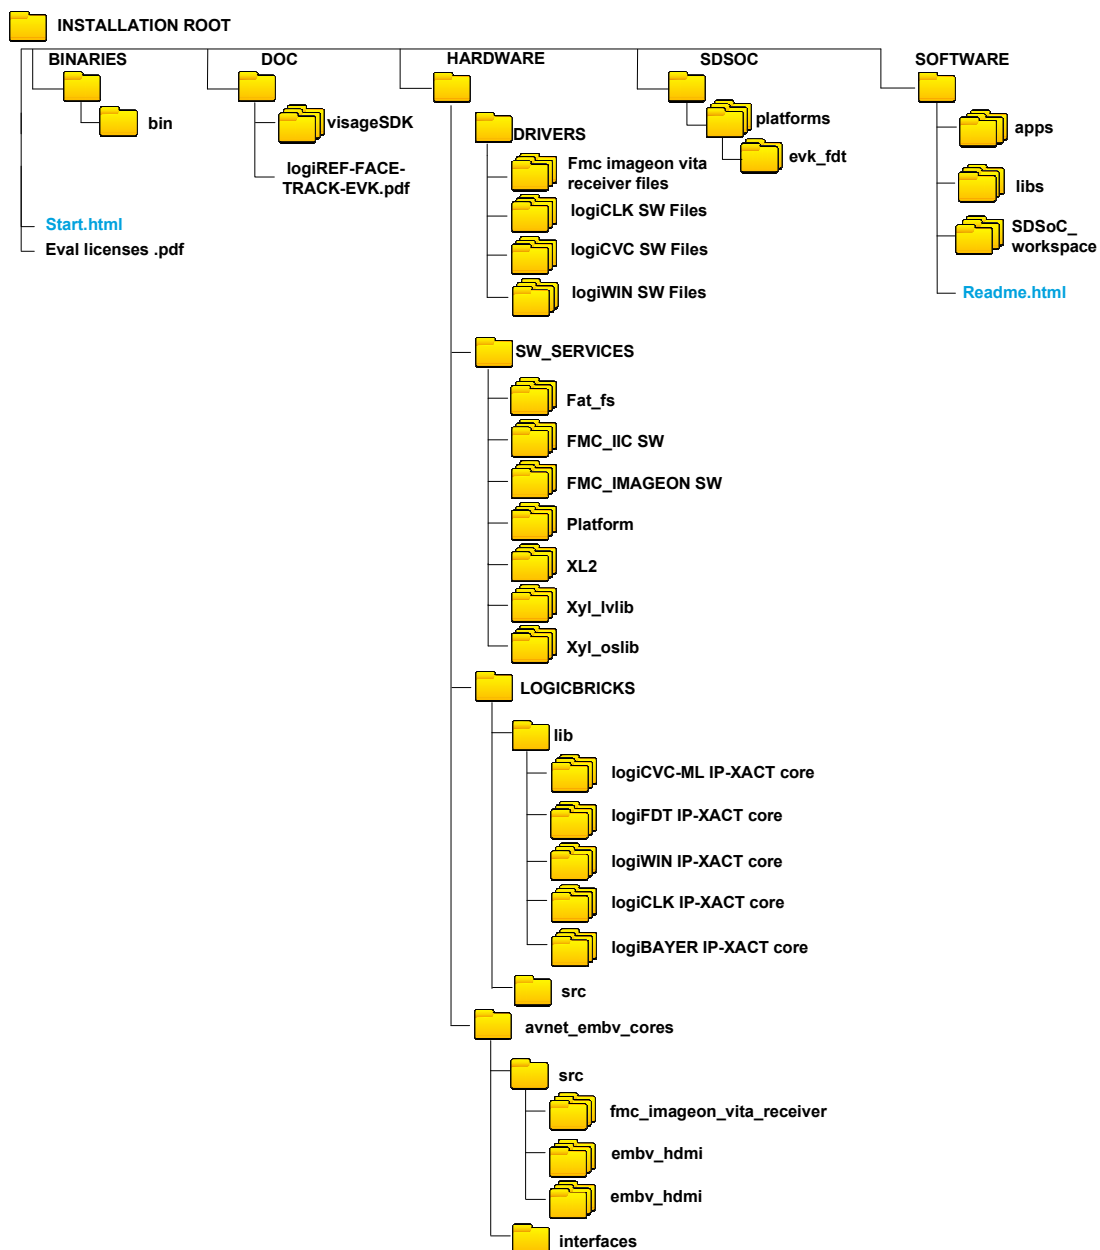 INSTALLATION ROOT
BINARIES
bin
DOC
visageSDK
logiREF-FACE-
TRACK-EVK.pdf
HARDWARE
DRIVERS
Fmc imageon vita
receiver files
logiCLK SW Files
logiCVC SW Files
logiWIN SW Files
SW_SERVICES
Fat_fs
FMC_IIC SW
FMC_IMAGEON SW
Platform
XL2
Xyl_lvlib
Xyl_oslib
LOGICBRICKS
lib
logiCVC-ML IP-XACT core
logiFDT IP-XACT core
logiWIN IP-XACT core
logiCLK IP-XACT core
logiBAYER IP-XACT core
src
avnet_embv_cores
src
fmc_imageon_vita_receiver
embv_hdmi
embv_hdmi
interfaces
SDSOC
platforms
evk_fdt
SOFTWARE
apps
libs
SDSoC_
workspace
Readme.html
Start.html
Eval licenses .pdf